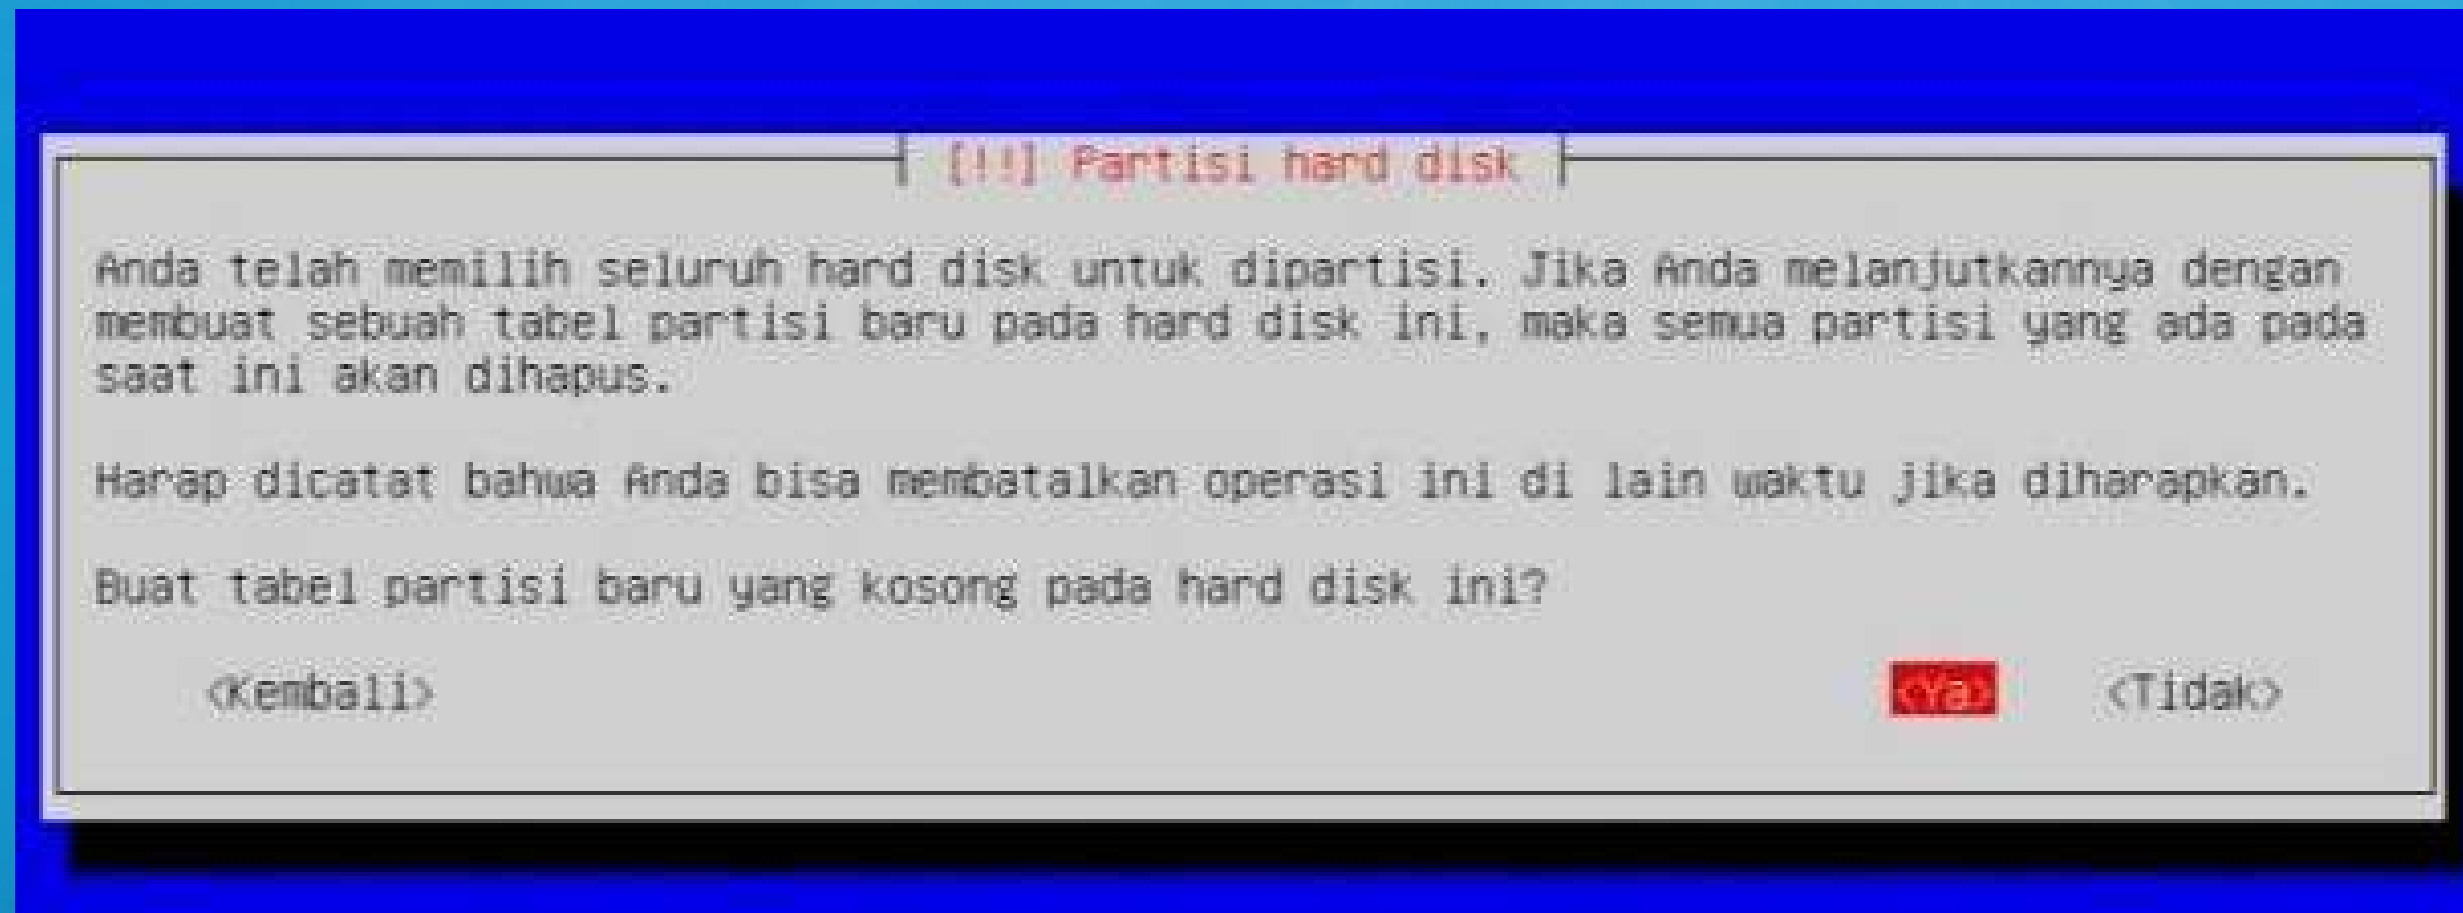 [!!] Partisi hard disk
Anda telah memilih seluruh hard disk untuk dipartisi. Jika Anda melanjutkannya dengan
membuat sebuah tabel partisi baru pada hard disk ini, maka semua partisi yang ada pada
saat ini akan dihapus.
Harap dicatat bahwa Anda bisa membatalkan operasi ini di lain waktu jika diharapkan.
Buat tabel partisi baru yang kosong pada hard disk ini?
<Kembali> <Ya> <Tidak>